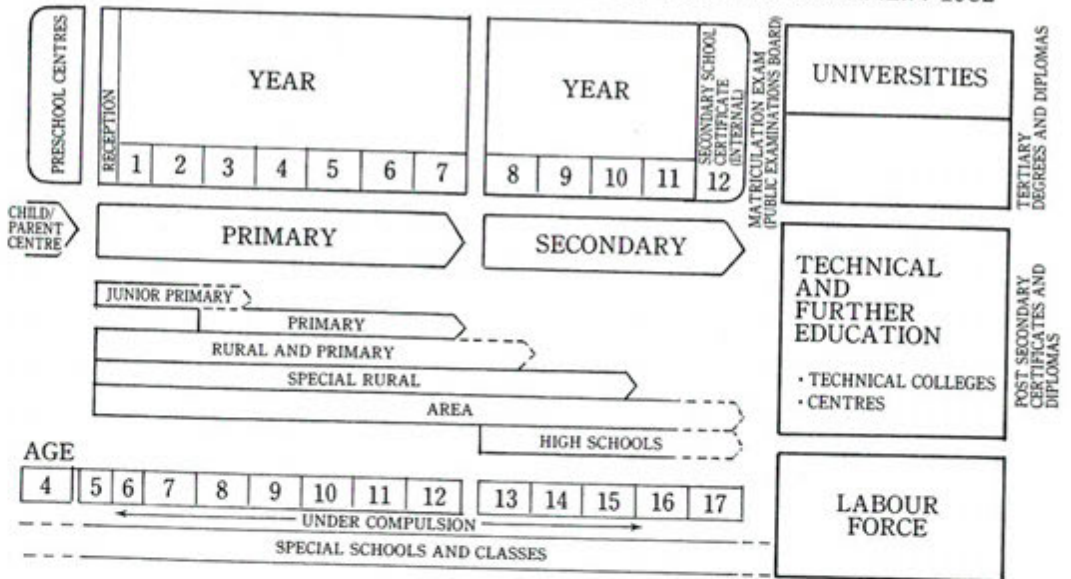 PRESCHOOL CENTRES
RECEPTION
YEAR
1 2 3 4 5 6 7
YEAR
8 9 10 11 12
SECONDARY SCHOOL
CERTIFICATE
(INTERNAL)
MATRICULATION EXAM
(PUBLIC EXAMINATIONS BOARD)
UNIVERSITIES
TERTIARY
DEGREES AND DIPLOMAS
CHILD/
PARENT
CENTRE
PRIMARY
SECONDARY
TECHNICAL
AND
FURTHER
EDUCATION
· TECHNICAL COLLEGES
· CENTRES
POST SECONDARY
CERTIFICATES AND
DIPLOMAS
JUNIOR PRIMARY
PRIMARY
RURAL AND PRIMARY
SPECIAL RURAL
AREA
HIGH SCHOOLS
AGE
4 5 6 7 8 9 10 11 12 13 14 15 16 17
UNDER COMPULSION
SPECIAL SCHOOLS AND CLASSES
LABOUR
FORCE